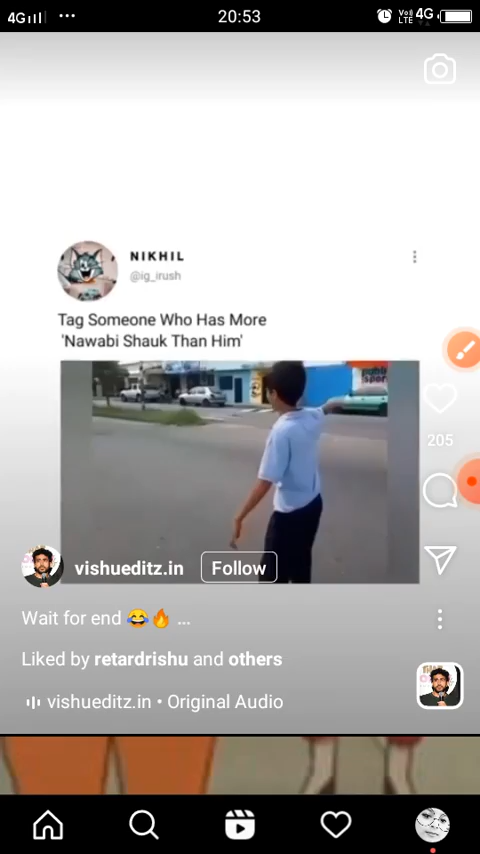 4G 20:53 Vo) LTE 4G
NIKHIL
@ig_irush
Tag Someone Who Has More
'Nawabi Shauk Than Him'
205
vishueditz.in Follow
Wait for end 😂🔥 ...
Liked by retardrishu and others
vishueditz.in • Original Audio